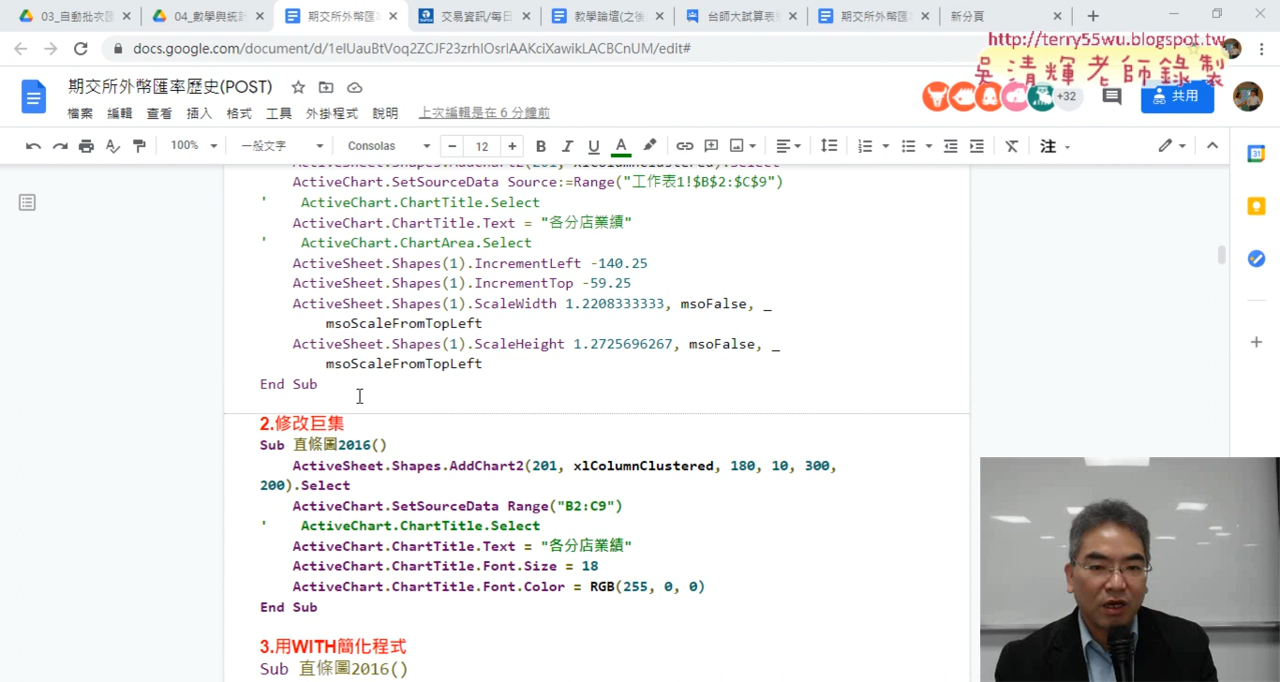 03_自動批次
04_數學與統計
期交所外幣匯
交易資訊/每日
教學論壇(之後
台師大試算表
期交所外幣匯
新分頁
docs.google.com/document/d/1elUauBtVoq2ZCJF23zrhIOsrIAAKciXawikLACBCnUM/edit#
http://terry55wu.blogspot.tw
吳清輝老師錄製
期交所外幣匯率歷史(POST)
檔案 編輯 查看 插入 格式 工具 外掛程式 說明 上次編輯是在 6 分鐘前
+32
共用
100% 一般文字 Consolas 12 B I U A 注
ActiveSheet.Shapes.AddChart2(201, xlColumnClustered).Select
ActiveChart.SetSourceData Source:=Range("工作表1!$B$2:$C$9")
' ActiveChart.ChartTitle.Select
ActiveChart.ChartTitle.Text = "各分店業績"
' ActiveChart.ChartArea.Select
ActiveSheet.Shapes(1).IncrementLeft -140.25
ActiveSheet.Shapes(1).IncrementTop -59.25
ActiveSheet.Shapes(1).ScaleWidth 1.2208333333, msoFalse, _
msoScaleFromTopLeft
ActiveSheet.Shapes(1).ScaleHeight 1.2725696267, msoFalse, _
msoScaleFromTopLeft
End Sub
2.修改巨集
Sub 直條圖2016()
ActiveSheet.Shapes.AddChart2(201, xlColumnClustered, 180, 10, 300,
200).Select
ActiveChart.SetSourceData Range("B2:C9")
' ActiveChart.ChartTitle.Select
ActiveChart.ChartTitle.Text = "各分店業績"
ActiveChart.ChartTitle.Font.Size = 18
ActiveChart.ChartTitle.Font.Color = RGB(255, 0, 0)
End Sub
3.用WITH簡化程式
Sub 直條圖2016()